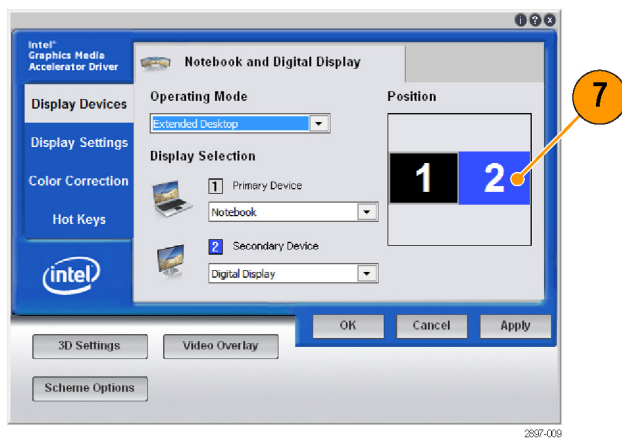 Intel®
Graphics Media
Accelerator Driver
Notebook and Digital Display
Display Devices
Display Settings
Color Correction
Hot Keys
intel
Operating Mode
Extended Desktop
Display Selection
1 Primary Device
Notebook
2 Secondary Device
Digital Display
Position
1 2
7
OK Cancel Apply
3D Settings Video Overlay
Scheme Options
2897-009